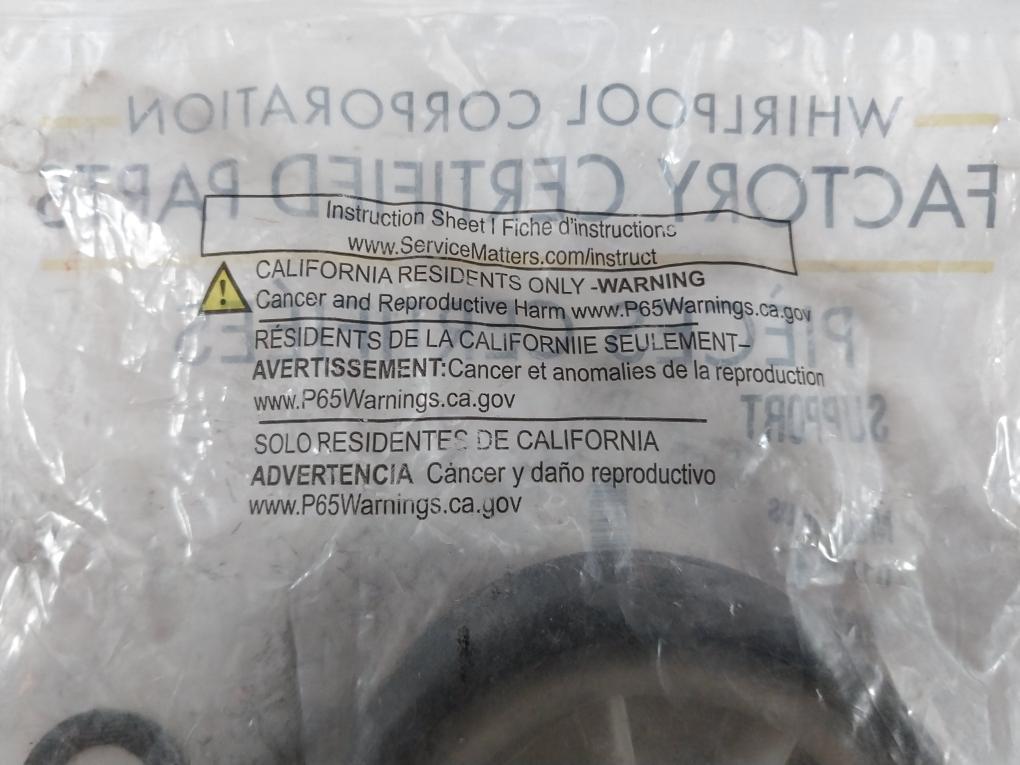 WHIRLPOOL CORPORATION
FACTORY CERTIFIED PARTS
Instruction Sheet | Fiche d'instructions
www.ServiceMatters.com/instruct
CALIFORNIA RESIDENTS ONLY -WARNING
Cancer and Reproductive Harm www.P65Warnings.ca.gov
PIÈCES CERTIFIÉES
RÉSIDENTS DE LA CALIFORNIIE SEULEMENT–
AVERTISSEMENT:Cancer et anomalies de la reproduction
www.P65Warnings.ca.gov
SUPPORT
SOLO RESIDENTES DE CALIFORNIA
ADVERTENCIA Cáncer y daño reproductivo
www.P65Warnings.ca.gov